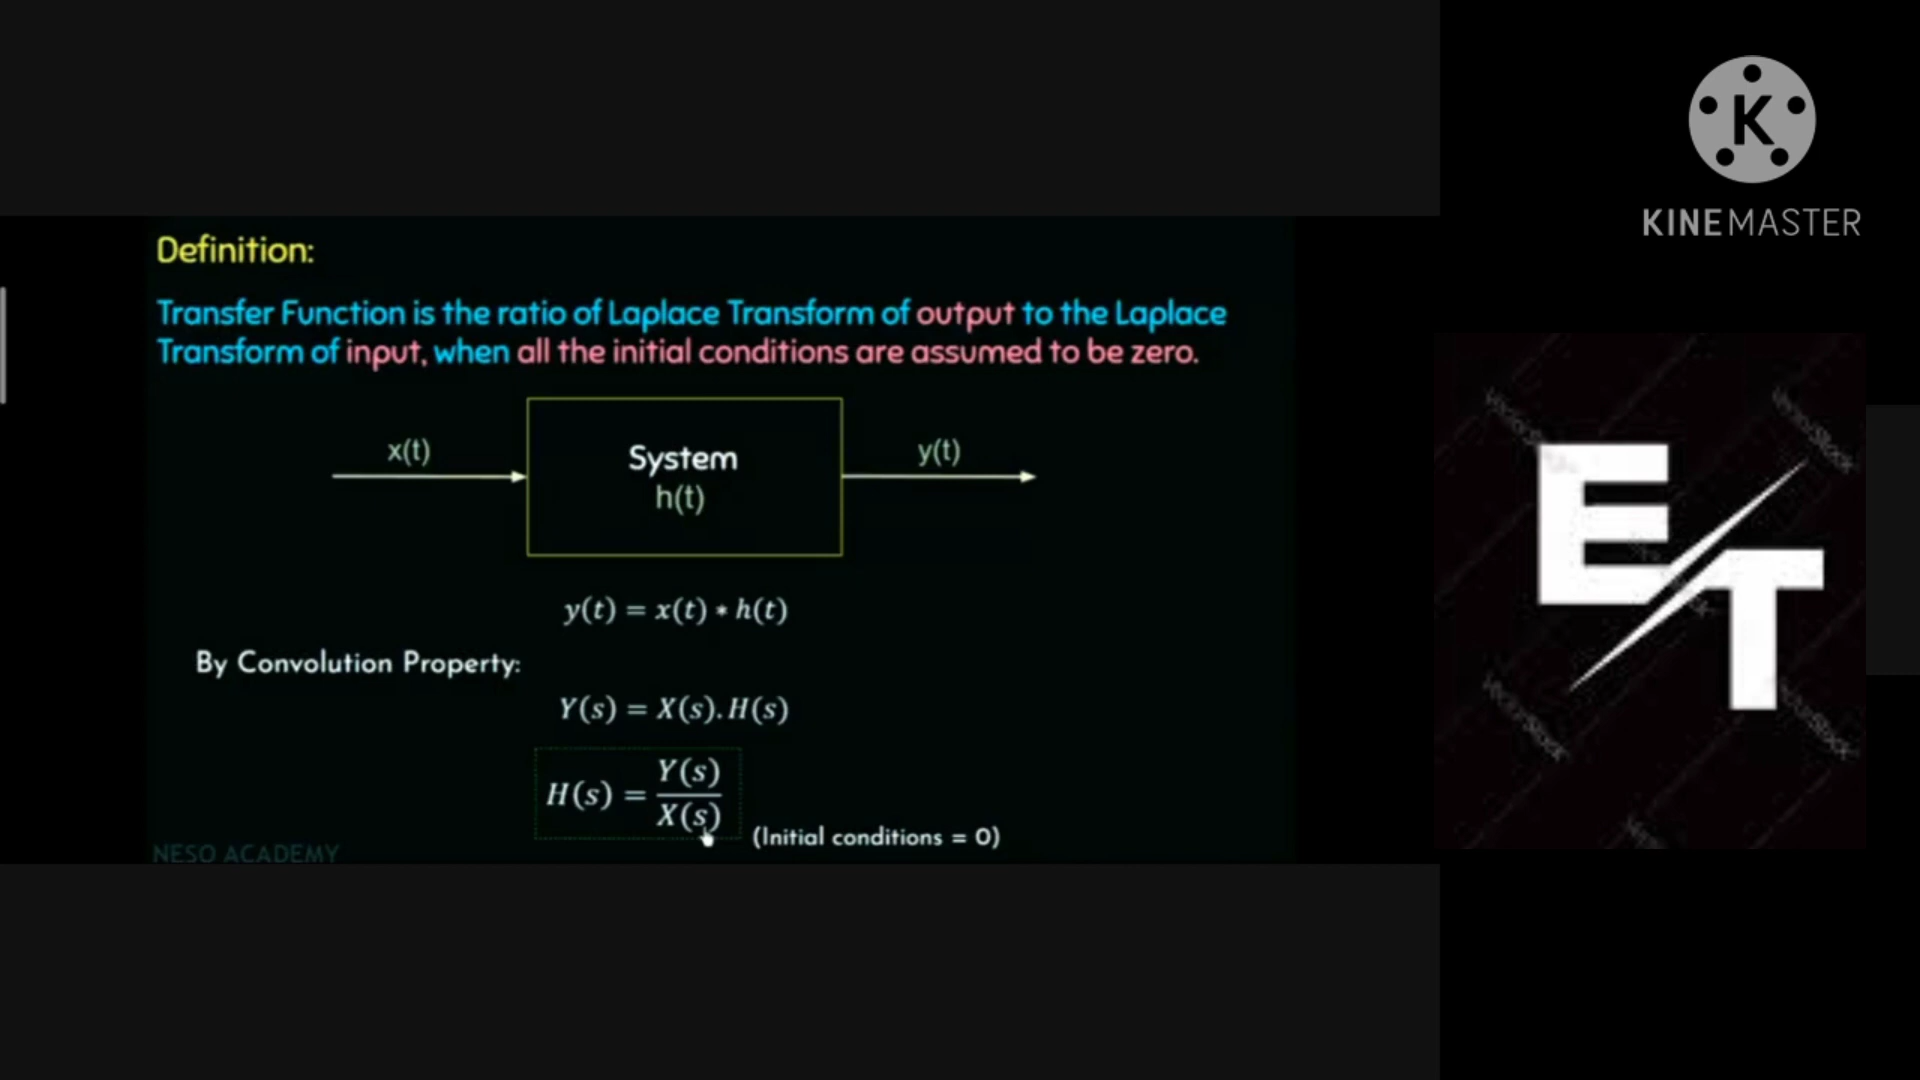 KINEMASTER
Definition:
Transfer Function is the ratio of Laplace Transform of output to the Laplace
Transform of input, when all the initial conditions are assumed to be zero.
x(t)
System
h(t)
y(t)
y(t) = x(t) * h(t)
By Convolution Property:
Y(s) = X(s). H(s)
H(s) = Y(s)
X(s)
(Initial conditions = 0)
NESO ACADEMY
ET